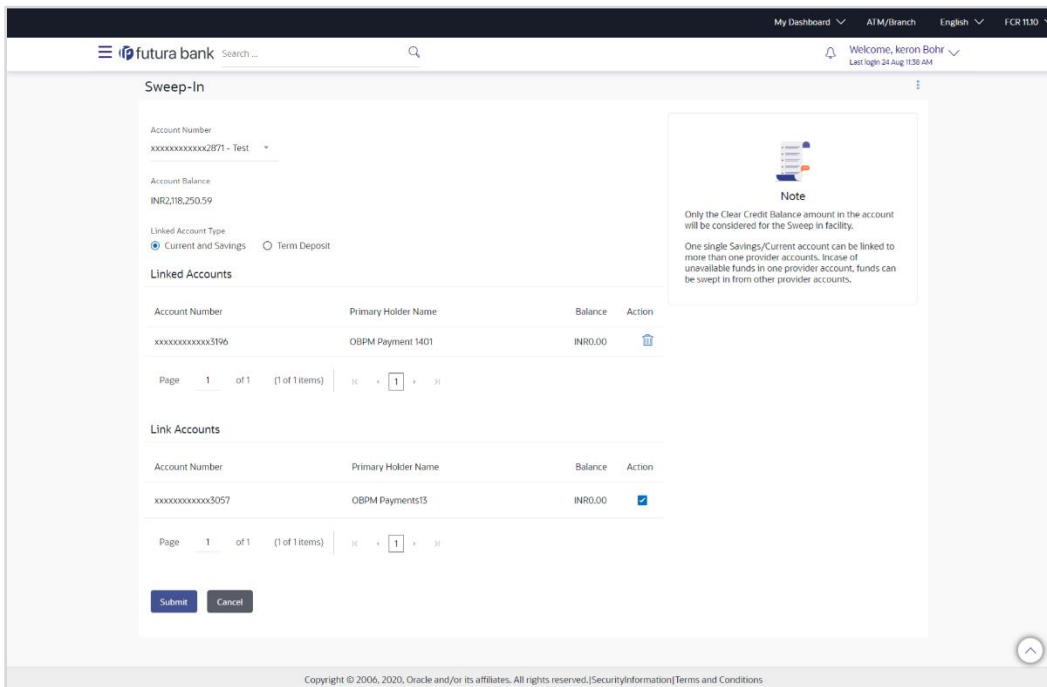 My Dashboard ATM/Branch English FCR 11.10
futura bank Search ... Welcome, keron Bohr
Last login 24 Aug 11:38 AM
Sweep-In
Account Number
xxxxxxxxxxxx2871 - Test
Account Balance
INR2,118,250.59
Linked Account Type
Current and Savings Term Deposit
Linked Accounts
Account Number Primary Holder Name Balance Action
xxxxxxxxxxxx3196 OBPM Payment 1401 INR0.00
Page 1 of 1 (1 of 1 items) 1
Link Accounts
Account Number Primary Holder Name Balance Action
xxxxxxxxxxxx3057 OBPM Payments13 INR0.00
Page 1 of 1 (1 of 1 items) 1
Submit Cancel
Note
Only the Clear Credit Balance amount in the account
will be considered for the Sweep in facility.
One single Savings/Current account can be linked to
more than one provider accounts. Incase of
unavailable funds in one provider account, funds can
be swept in from other provider accounts.
Copyright © 2006, 2020, Oracle and/or its affiliates. All rights reserved.|SecurityInformation|Terms and Conditions